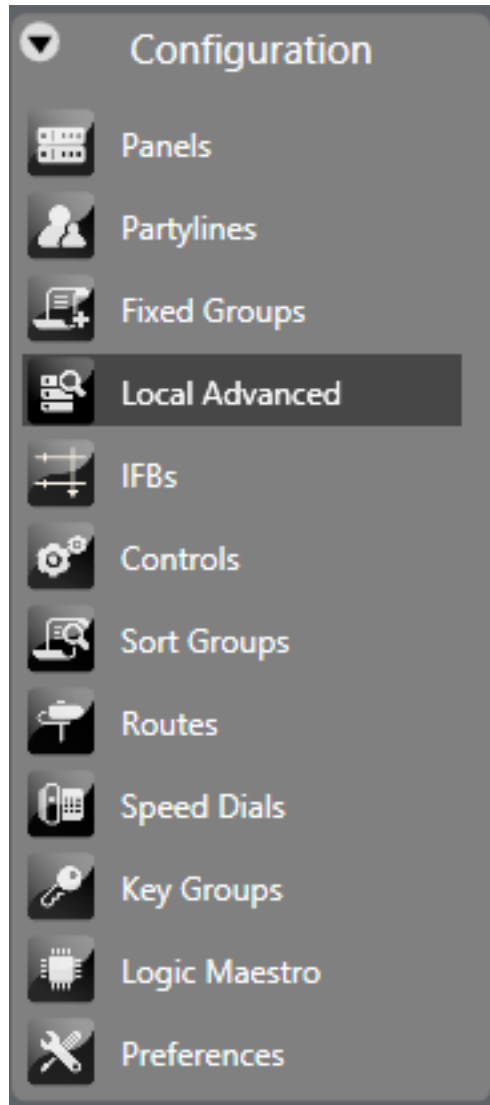 Configuration
Panels
Partylines
Fixed Groups
Local Advanced
IFBs
Controls
Sort Groups
Routes
Speed Dials
Key Groups
Logic Maestro
Preferences